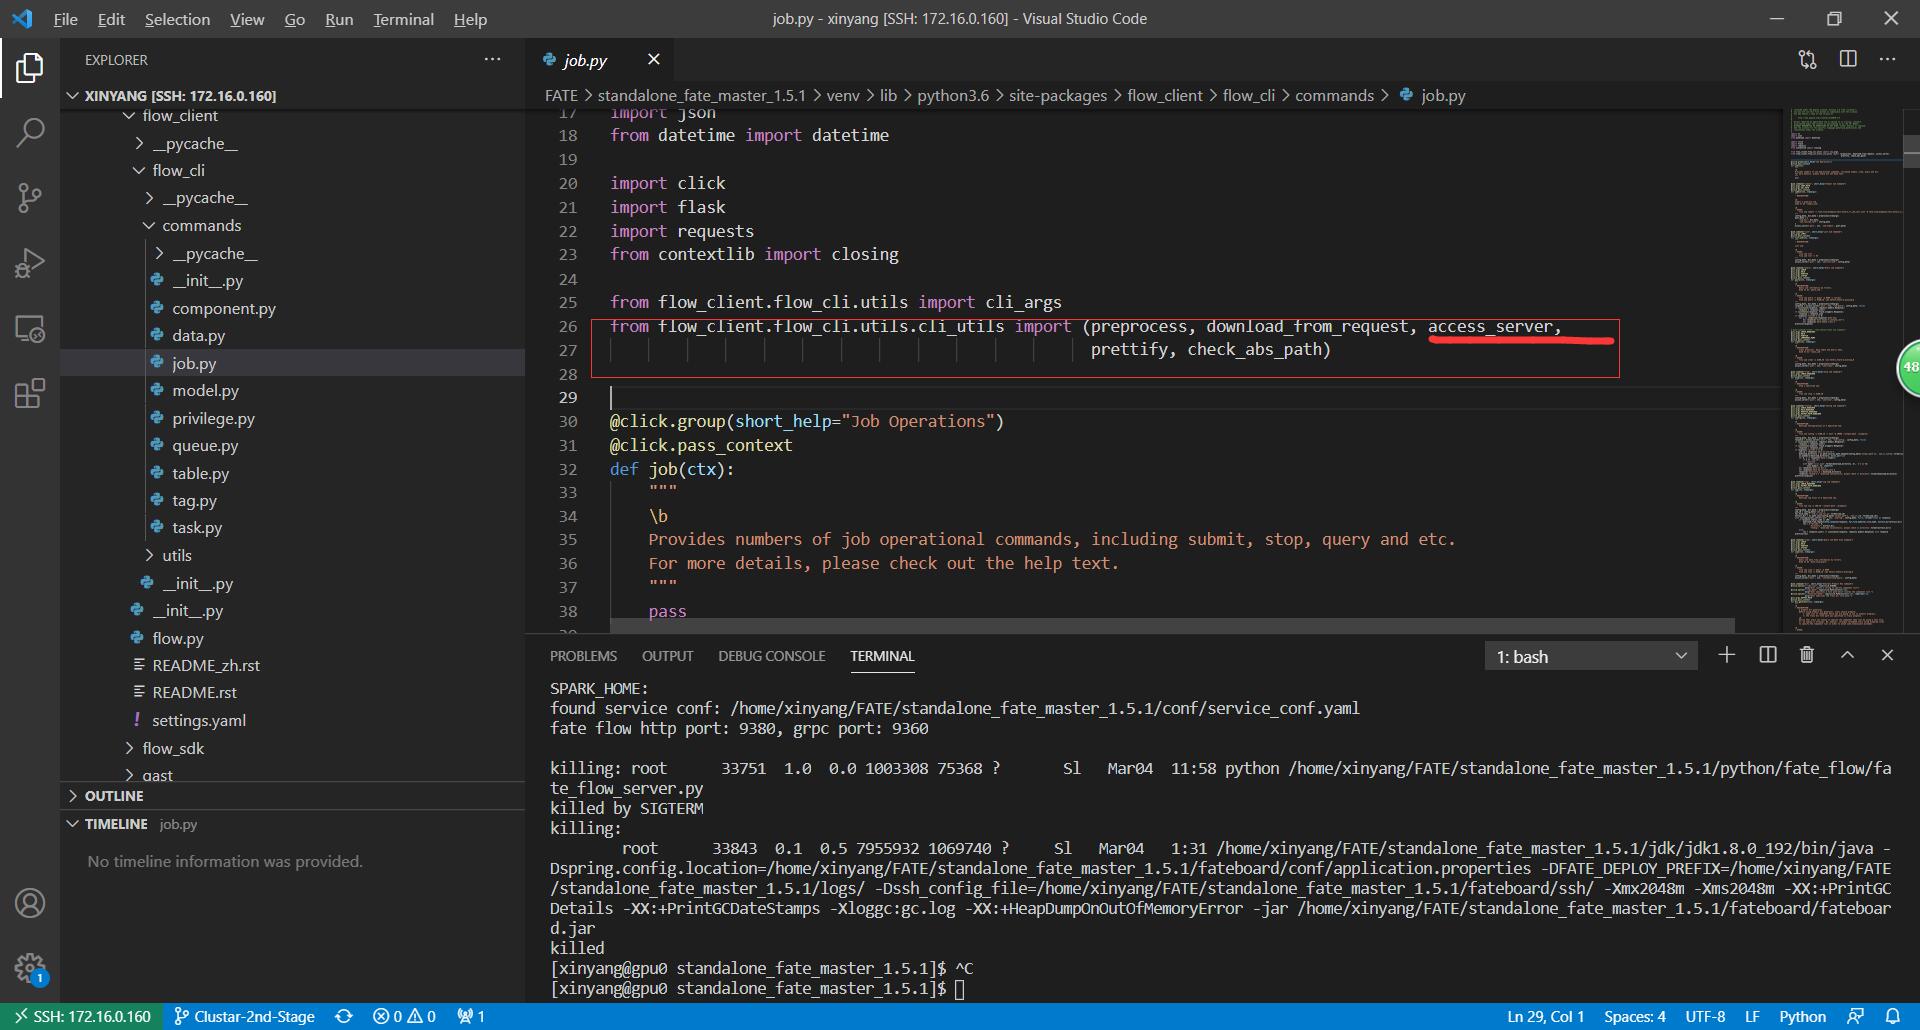 File Edit Selection View Go Run Terminal Help
job.py - xinyang [SSH: 172.16.0.160] - Visual Studio Code
EXPLORER
XINYANG [SSH: 172.16.0.160]
flow_client
__pycache__
flow_cli
__pycache__
commands
__pycache__
__init__.py
component.py
data.py
job.py
model.py
privilege.py
queue.py
table.py
tag.py
task.py
utils
__init__.py
__init__.py
flow.py
README_zh.rst
README.rst
settings.yaml
flow_sdk
gast
OUTLINE
TIMELINE job.py
No timeline information was provided.
1
job.py
FATE > standalone_fate_master_1.5.1 > venv > lib > python3.6 > site-packages > flow_client > flow_cli > commands > job.py
17 import json
18 from datetime import datetime
19
20 import click
21 import flask
22 import requests
23 from contextlib import closing
24
25 from flow_client.flow_cli.utils import cli_args
26 from flow_client.flow_cli.utils.cli_utils import (preprocess, download_from_request, access_server,
27 prettify, check_abs_path)
28
29
30 @click.group(short_help="Job Operations")
31 @click.pass_context
32 def job(ctx):
33 """
34 \b
35 Provides numbers of job operational commands, including submit, stop, query and etc.
36 For more details, please check out the help text.
37 """
38 pass
39
48
PROBLEMS OUTPUT DEBUG CONSOLE TERMINAL
1: bash
SPARK_HOME:
found service conf: /home/xinyang/FATE/standalone_fate_master_1.5.1/conf/service_conf.yaml
fate flow http port: 9380, grpc port: 9360
killing: root 33751 1.0 0.0 1003308 75368 ? Sl Mar04 11:58 python /home/xinyang/FATE/standalone_fate_master_1.5.1/python/fate_flow/fa
te_flow_server.py
killed by SIGTERM
killing:
root 33843 0.1 0.5 7955932 1069740 ? Sl Mar04 1:31 /home/xinyang/FATE/standalone_fate_master_1.5.1/jdk/jdk1.8.0_192/bin/java -
Dspring.config.location=/home/xinyang/FATE/standalone_fate_master_1.5.1/fateboard/conf/application.properties -DFATE_DEPLOY_PREFIX=/home/xinyang/FATE
/standalone_fate_master_1.5.1/logs/ -Dssh_config_file=/home/xinyang/FATE/standalone_fate_master_1.5.1/fateboard/ssh/ -Xmx2048m -Xms2048m -XX:+PrintGC
Details -XX:+PrintGCDateStamps -Xloggc:gc.log -XX:+HeapDumpOnOutOfMemoryError -jar /home/xinyang/FATE/standalone_fate_master_1.5.1/fateboard/fateboar
d.jar
killed
[xinyang@gpu0 standalone_fate_master_1.5.1]$ ^C
[xinyang@gpu0 standalone_fate_master_1.5.1]$
SSH: 172.16.0.160 Clustar-2nd-Stage 0 0 1
Ln 29, Col 1 Spaces: 4 UTF-8 LF Python